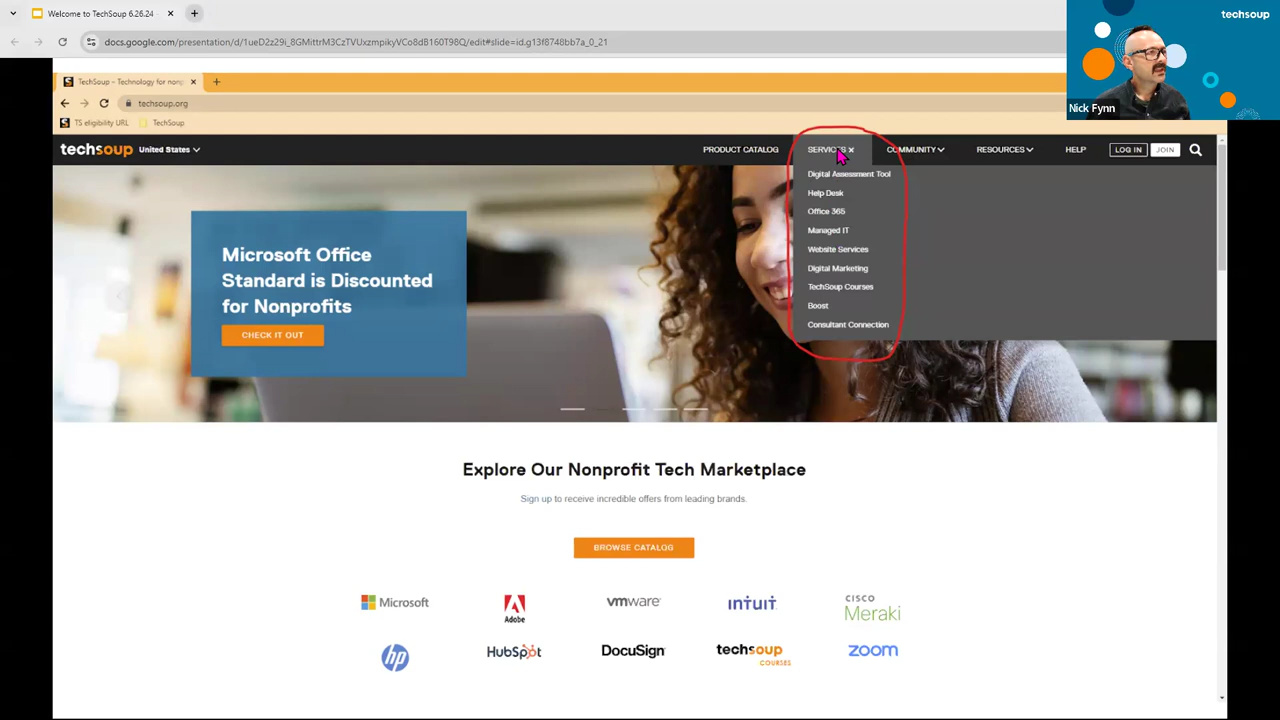 Welcome to TechSoup 6.26.24
docs.google.com/presentation/d/1ueD2z29i_8GMittrM3CzTVUxzmpikyVCo8dB160T98Q/edit#slide=id.g13f8748bb7a_0_21
techsoup
Nick Fynn
TechSoup – Technology for nonp
techsoup.org
TS eligibility URL TechSoup
techsoup United States PRODUCT CATALOG SERVICES COMMUNITY RESOURCES HELP LOG IN JOIN
Digital Assessment Tool
Help Desk
Office 365
Managed IT
Website Services
Digital Marketing
TechSoup Courses
Boost
Consultant Connection
Microsoft Office
Standard is Discounted
for Nonprofits
CHECK IT OUT
Explore Our Nonprofit Tech Marketplace
Sign up to receive incredible offers from leading brands.
BROWSE CATALOG
Microsoft Adobe vmware intuit CISCO Meraki
hp HubSpot DocuSign techsoup COURSES zoom